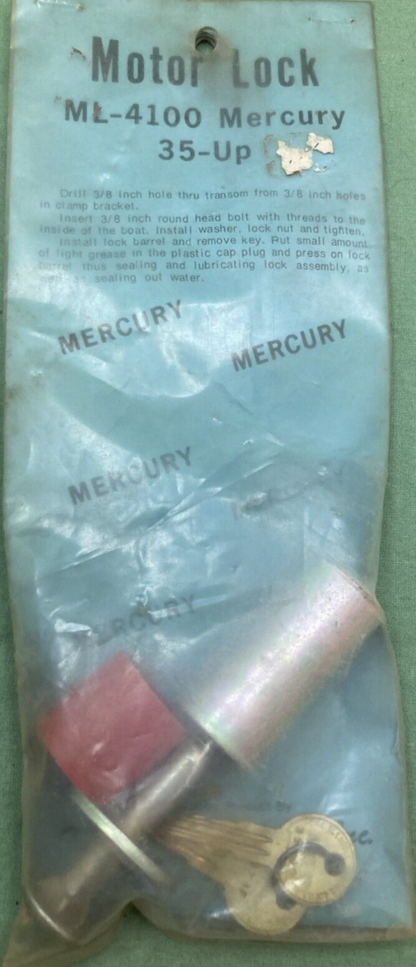 Motor Lock
ML-4100 Mercury
35-Up
Drill 3/8 inch hole thru transom from 3/8 inch holes
in clamp bracket.
Insert 3/8 inch round head bolt with threads to the
inside of the boat. Install washer, lock nut and tighten.
Install lock barrel and remove key. Put small amount
of light grease in the plastic cap plug and press on lock
barrel thus sealing and lubricating lock assembly, as
well as sealing out water.
MERCURY
MERCURY
MERCURY
MERCURY
MERCURY
By
Inc.